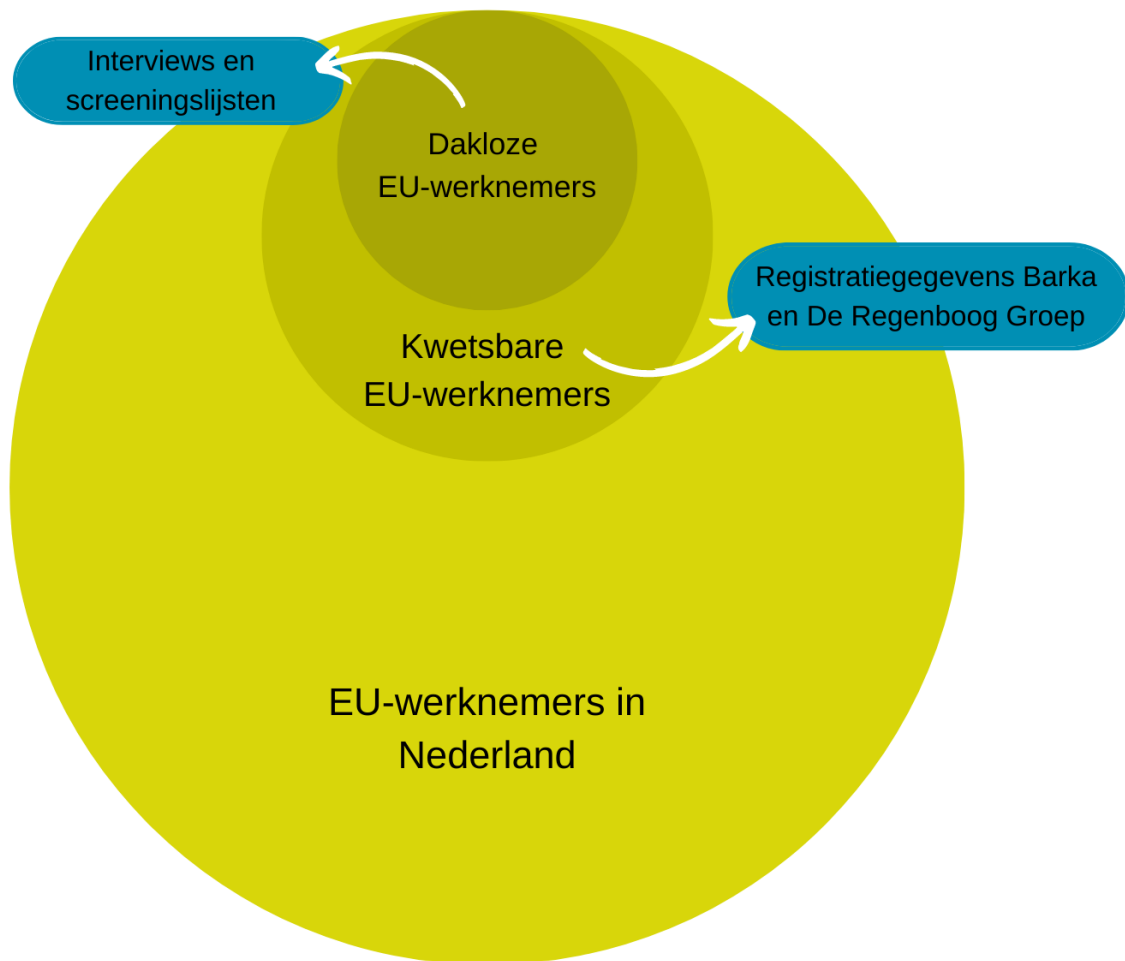 Interviews en
screeningslijsten
Dakloze
EU-werknemers
Registratiegegevens Barka
en De Regenboog Groep
Kwetsbare
EU-werknemers
EU-werknemers in
Nederland